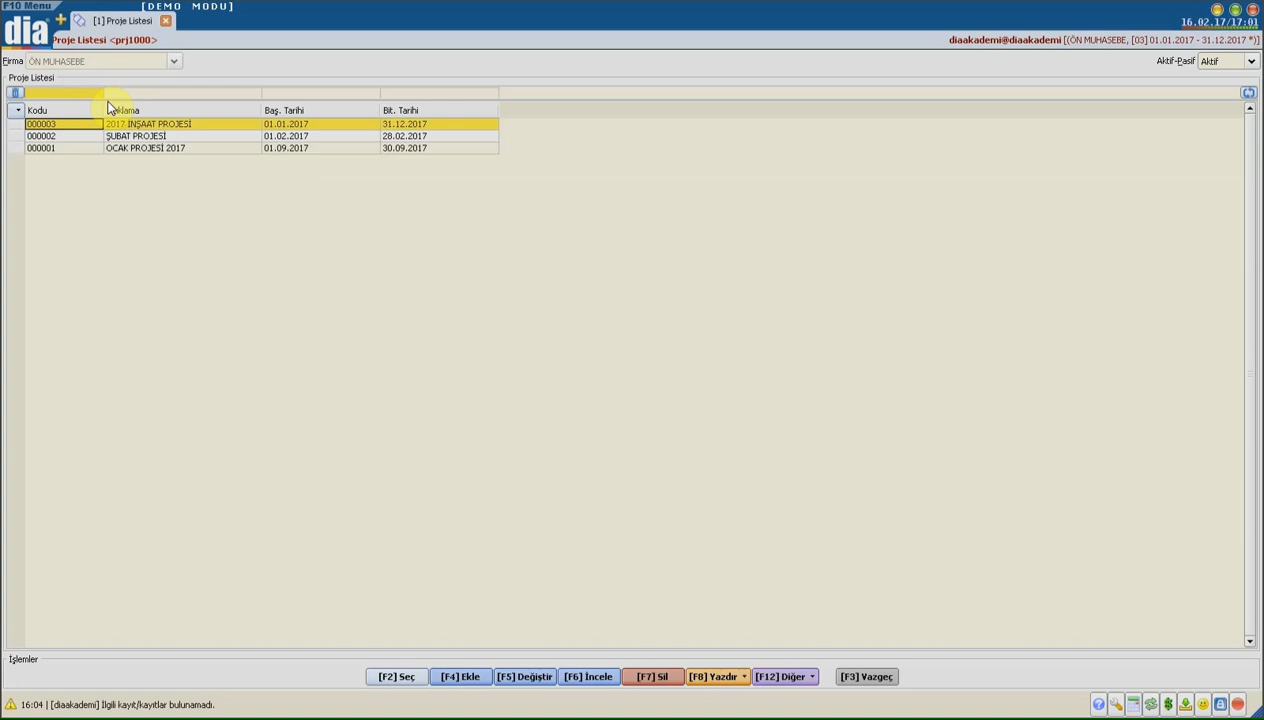 F10 Menu [DEMO MODU]
dia [1] Proje Listesi 16.02.17/17:01
Proje Listesi <prj1000> diaakademi@diaakademi [(ÖN MUHASEBE, [03] 01.01.2017 - 31.12.2017 *)]
Firma ÖN MUHASEBE Aktif-Pasif Aktif
Proje Listesi
Kodu Baş. Tarihi Bit. Tarihi
000003 2017 İNŞAAT PROJESİ 01.01.2017 31.12.2017
000002 ŞUBAT PROJESİ 01.02.2017 28.02.2017
000001 OCAK PROJESİ 2017 01.09.2017 30.09.2017
İşlemler
[F2] Seç [F4] Ekle [F5] Değiştir [F6] İncele [F7] Sil [F8] Yazdır [F12] Diğer [F3] Vazgeç
16:04 | [diaakademi] İlgili kayıt/kayıtlar bulunamadı.